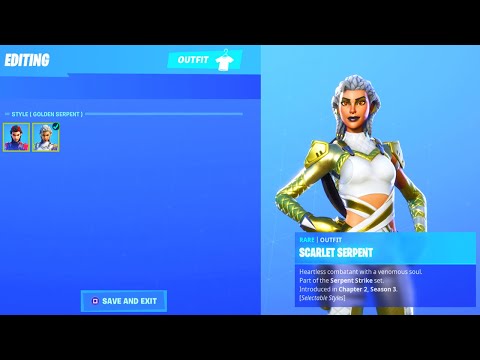 EDITING
OUTFIT
STYLE ( GOLDEN SERPENT )
RARE | OUTFIT
SCARLET SERPENT
Heartless combatant with a venomous soul.
Part of the Serpent Strike set.
Introduced in Chapter 2, Season 3.
[Selectable Styles]
SAVE AND EXIT